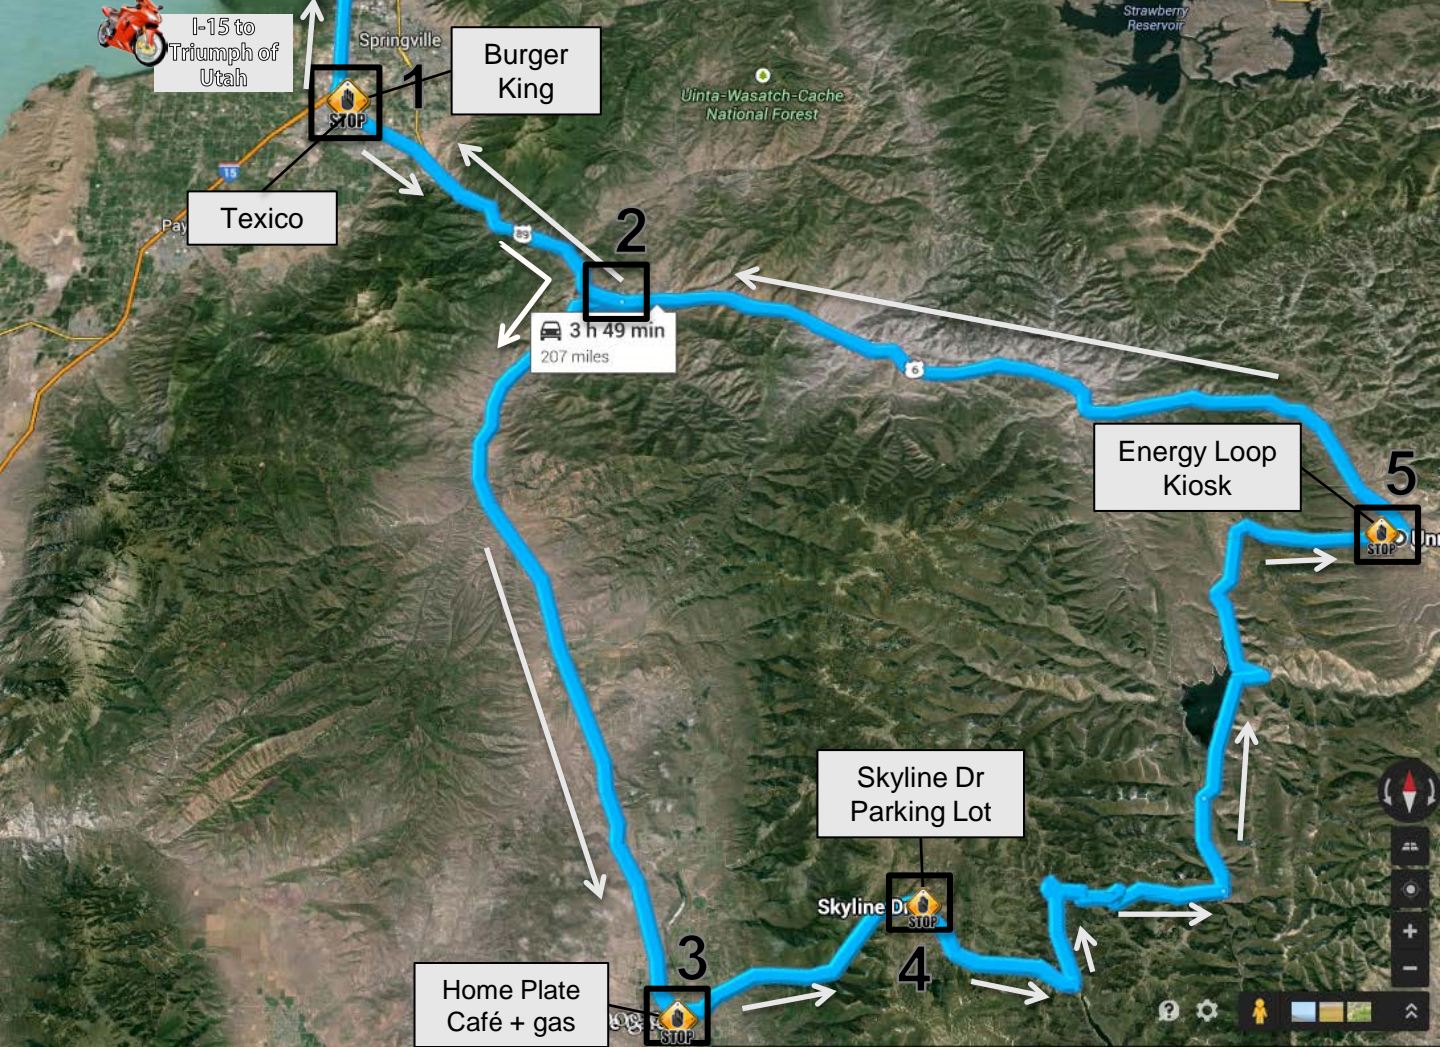 I-15 to
Triumph of
Utah
Springville
Burger
King
1
STOP
Strawberry
Reservoir
Uinta-Wasatch-Cache
National Forest
15
Texico
Pay
89
2
3 h 49 min
207 miles
6
Energy Loop
Kiosk
5
STOP
Skyline Dr
Parking Lot
Skyline D
STOP
4
3
Home Plate
Café + gas
STOP